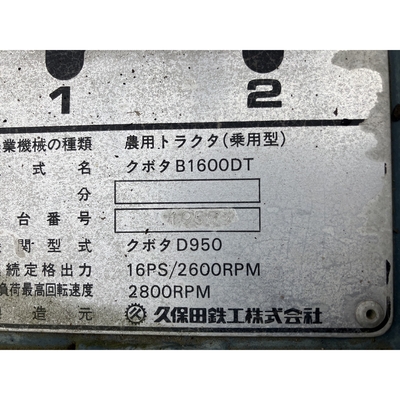 1 2
業機械の種類 農用トラクタ(乗用型)
式名 クボタB1600DT
分
台番号
関型式 クボタD950
続定格出力 16PS/2600RPM
負荷最高回転速度 2800RPM
造元 久保田鉄工株式会社